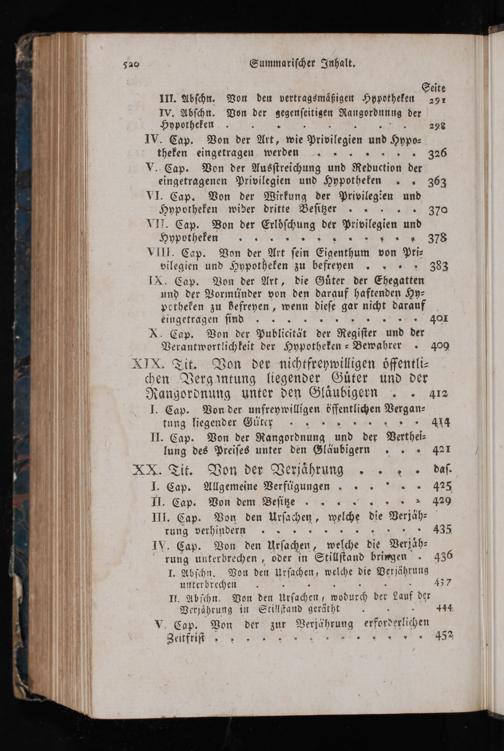 520 Summarischer Inhalt.
Seite
III. Abschn. Von den vertragsmäßigen Hypotheken 291
IV. Abschn. Von der gegenseitigen Rangordnung der
Hypotheken . . . . . . . . . 298
IV. Cap. Von der Art, wie Privilegien und Hypo-
theken eingetragen werden . . . . . . 326
V. Cap. Von der Ausstreichung und Reduction der
eingetragenen Privilegien und Hypotheken . . 363
VI. Cap. Von der Wirkung der Privilegien und
Hypotheken wider dritte Besitzer . . . . . 370
VII. Cap. Von der Erlöschung der Privilegien und
Hypotheken . . . . . . . . . . 378
VIII. Cap. Von der Art sein Eigenthum von Pri-
vilegien und Hypotheken zu befreyen . . . . 383
IX. Cap. Von der Art, die Güter der Ehegatten
und der Vormünder von den darauf haftenden Hy-
potheken zu befreyen, wenn diese gar nicht darauf
eingetragen sind . . . . . . . . . 401
X. Cap. Von der Publicität der Register und der
Verantwortlichkeit der Hypotheken-Bewahrer . 409
XIX. Tit. Von der nichtfreywilligen öffentli-
chen Vergantung liegender Güter und der
Rangordnung unter den Gläubigern . . 412
I. Cap. Von der unfreywilligen öffentlichen Vergan-
tung liegender Güter . . . . . . . 414
II. Cap. Von der Rangordnung und der Verthei-
lung des Preises unter den Gläubigern . . . 421
XX. Tit. Von der Verjährung . . . . das.
I. Cap. Allgemeine Verfügungen . . . . . 425
II. Cap. Von dem Besitze . . . . . . . 429
III. Cap. Von den Ursachen, welche die Verjäh-
rung verhindern . . . . . . . . 435
IV. Cap. Von den Ursachen, welche die Verjäh-
rung unterbrechen, oder in Stillstand bringen . 436
I. Abschn. Von den Ursachen, welche die Verjährung
unterbrechen . . . . . . . 437
II. Abschn. Von den Ursachen, wodurch der Lauf der
Verjährung in Stillstand geräth . . . 444
V. Cap. Von der zur Verjährung erforderlichen
Zeitfrist . . . . . . . . . . . 452